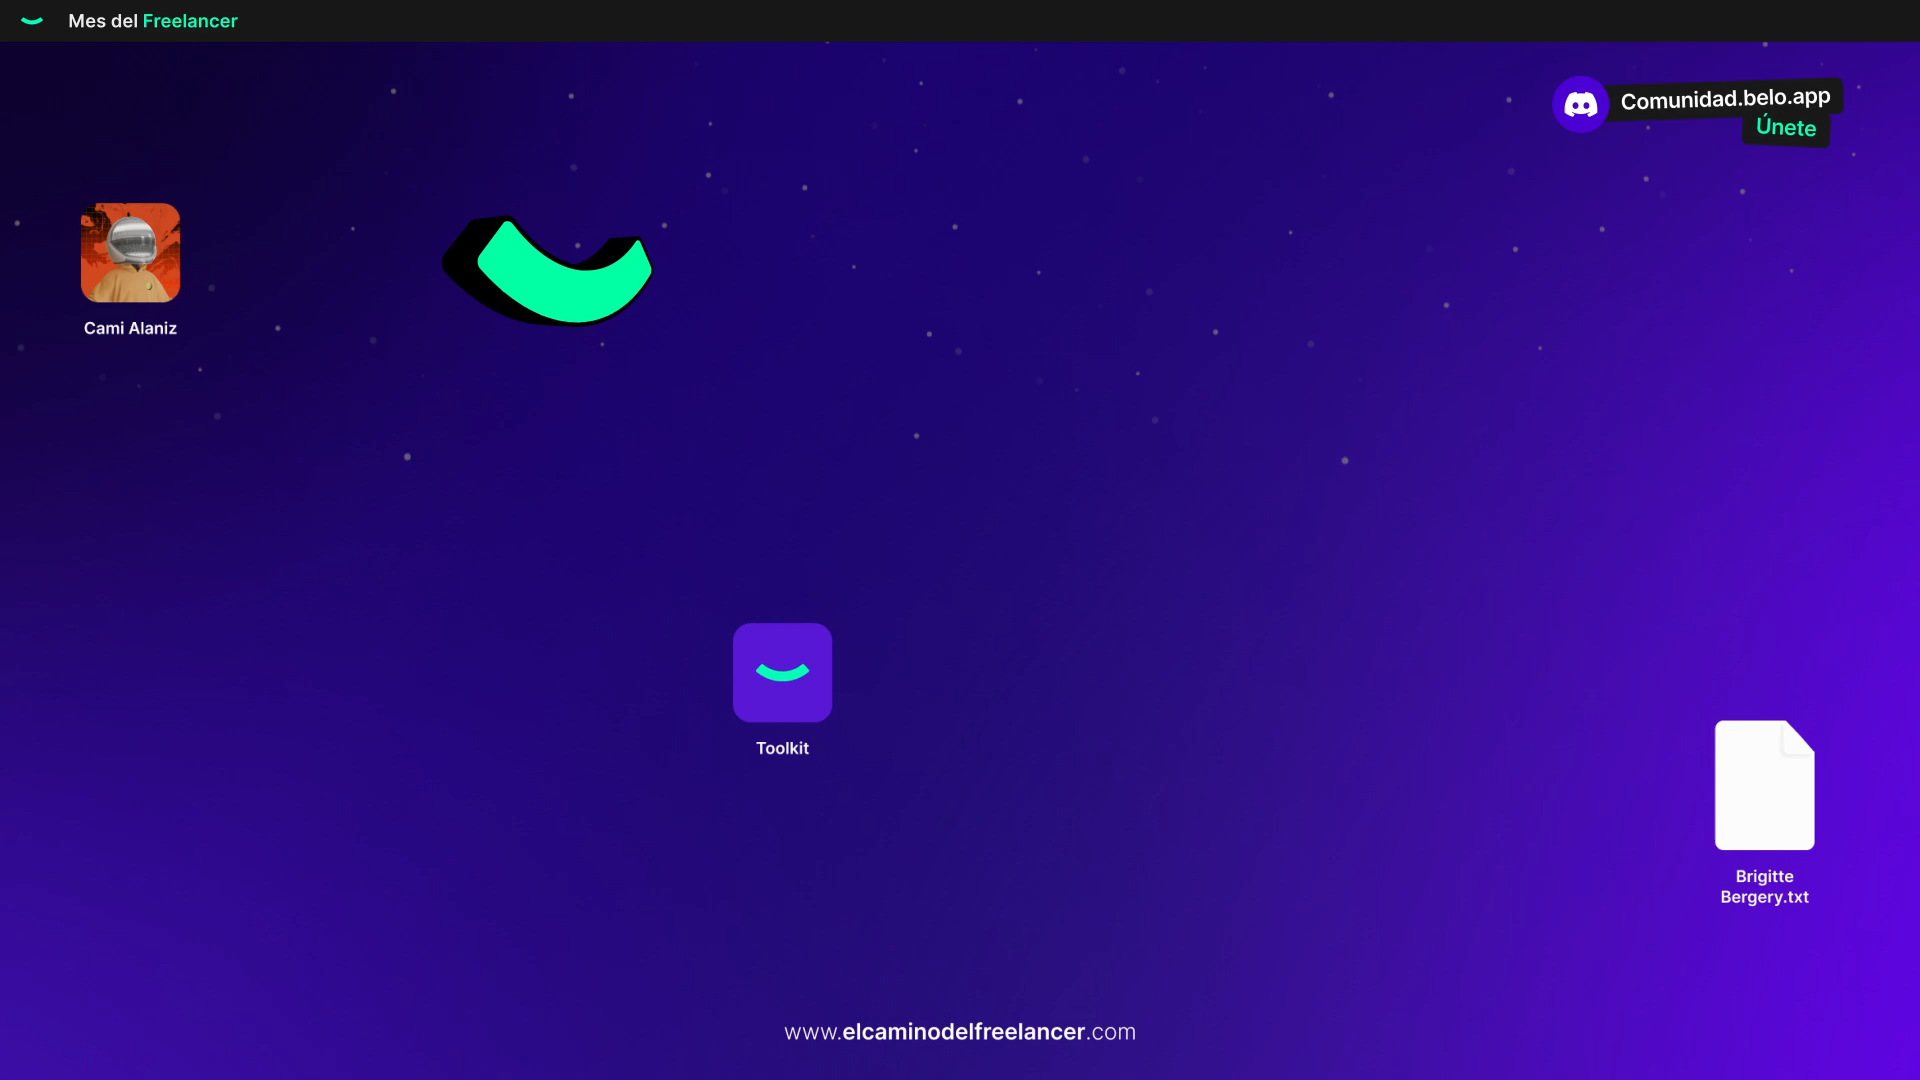 Mes del Freelancer
Comunidad.belo.app
Únete
Cami Alaniz
Toolkit
Brigitte
Bergery.txt
www.elcaminodelfreelancer.com